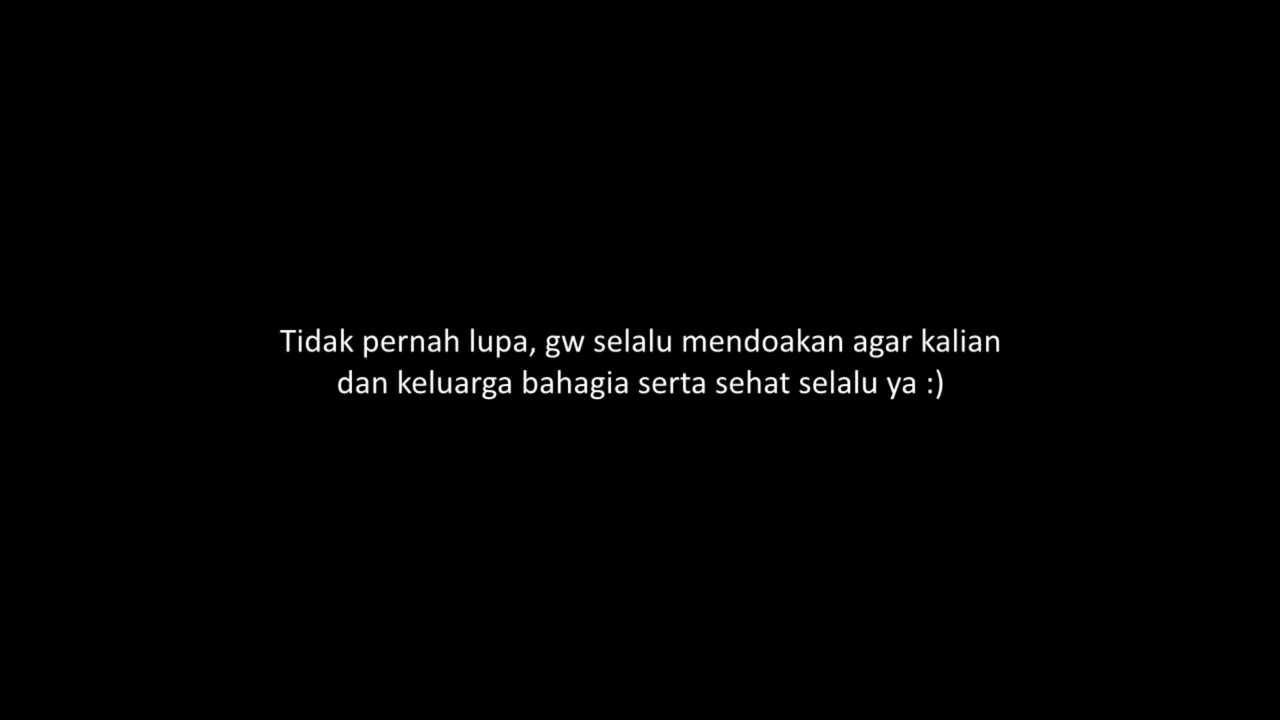 Tidak pernah lupa, gw selalu mendoakan agar kalian
dan keluarga bahagia serta sehat selalu ya :)